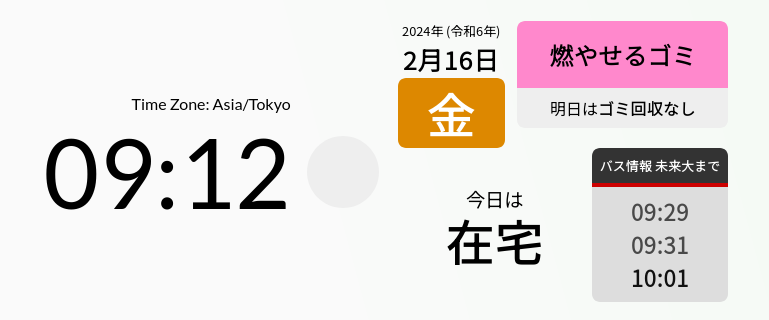 Time Zone: Asia/Tokyo
09:12
2024年 (令和6年)
2月16日
金
今日は
在宅
燃やせるゴミ
明日はゴミ回収なし
バス情報 未来大まで
09:29
09:31
10:01